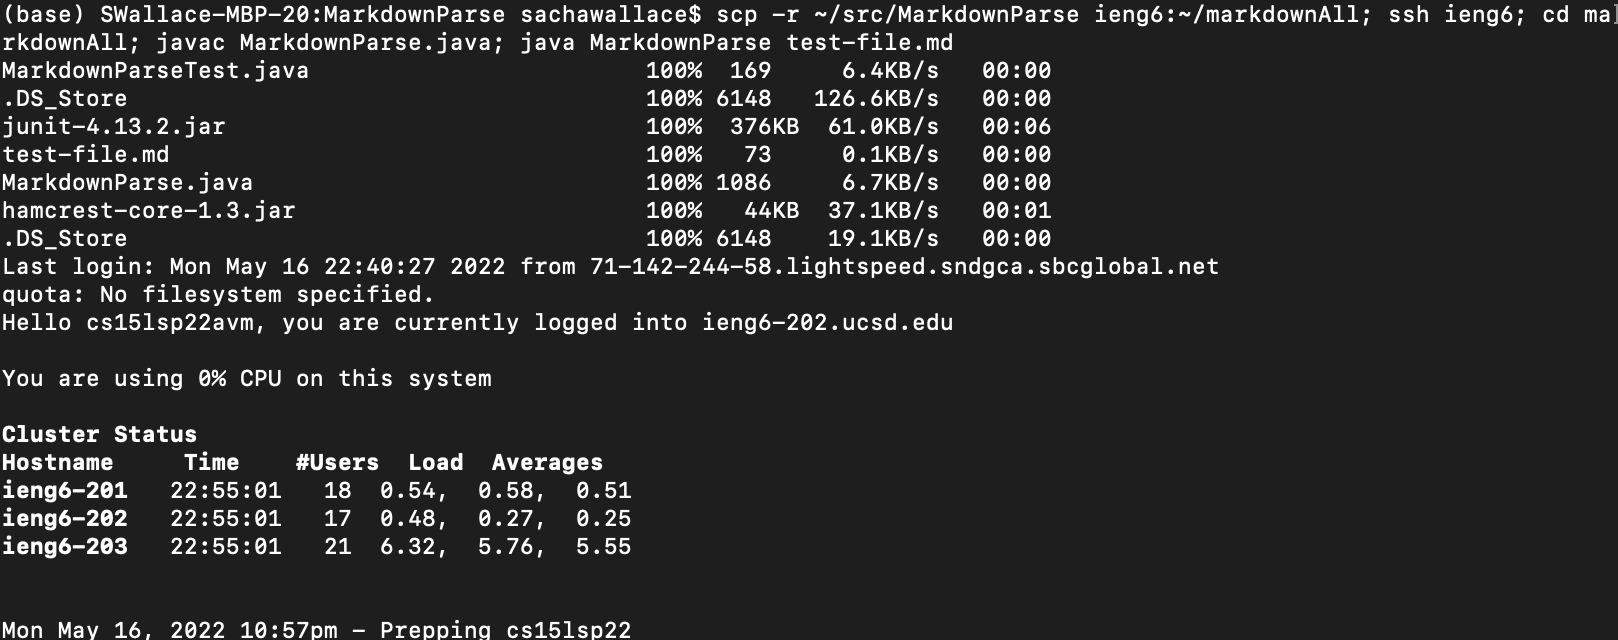 (base) SWallace-MBP-20:MarkdownParse sachawallace$ scp -r ~/src/MarkdownParse ieng6:~/markdownAll; ssh ieng6; cd ma
rkdownAll; javac MarkdownParse.java; java MarkdownParse test-file.md
MarkdownParseTest.java 100% 169 6.4KB/s 00:00
.DS_Store 100% 6148 126.6KB/s 00:00
junit-4.13.2.jar 100% 376KB 61.0KB/s 00:06
test-file.md 100% 73 0.1KB/s 00:00
MarkdownParse.java 100% 1086 6.7KB/s 00:00
hamcrest-core-1.3.jar 100% 44KB 37.1KB/s 00:01
.DS_Store 100% 6148 19.1KB/s 00:00
Last login: Mon May 16 22:40:27 2022 from 71-142-244-58.lightspeed.sndgca.sbcglobal.net
quota: No filesystem specified.
Hello cs15lsp22avm, you are currently logged into ieng6-202.ucsd.edu
You are using 0% CPU on this system
Cluster Status
Hostname Time #Users Load Averages
ieng6-201 22:55:01 18 0.54, 0.58, 0.51
ieng6-202 22:55:01 17 0.48, 0.27, 0.25
ieng6-203 22:55:01 21 6.32, 5.76, 5.55
Mon May 16, 2022 10:57pm - Prepping cs15lsp22